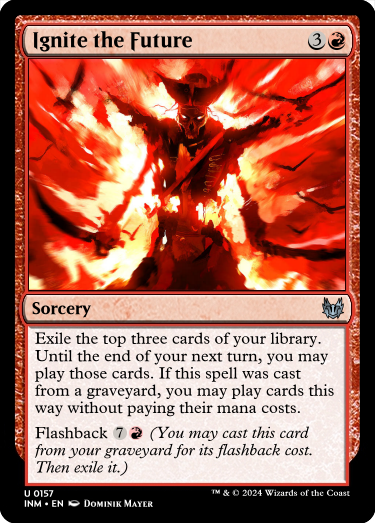 Ignite the Future 3
Sorcery
Exile the top three cards of your library.
Until the end of your next turn, you may
play those cards. If this spell was cast
from a graveyard, you may play cards this
way without paying their mana costs.
Flashback 7 (You may cast this card
from your graveyard for its flashback cost.
Then exile it.)
U 0157
INM • EN Dominik Mayer
™ & © 2024 Wizards of the Coast